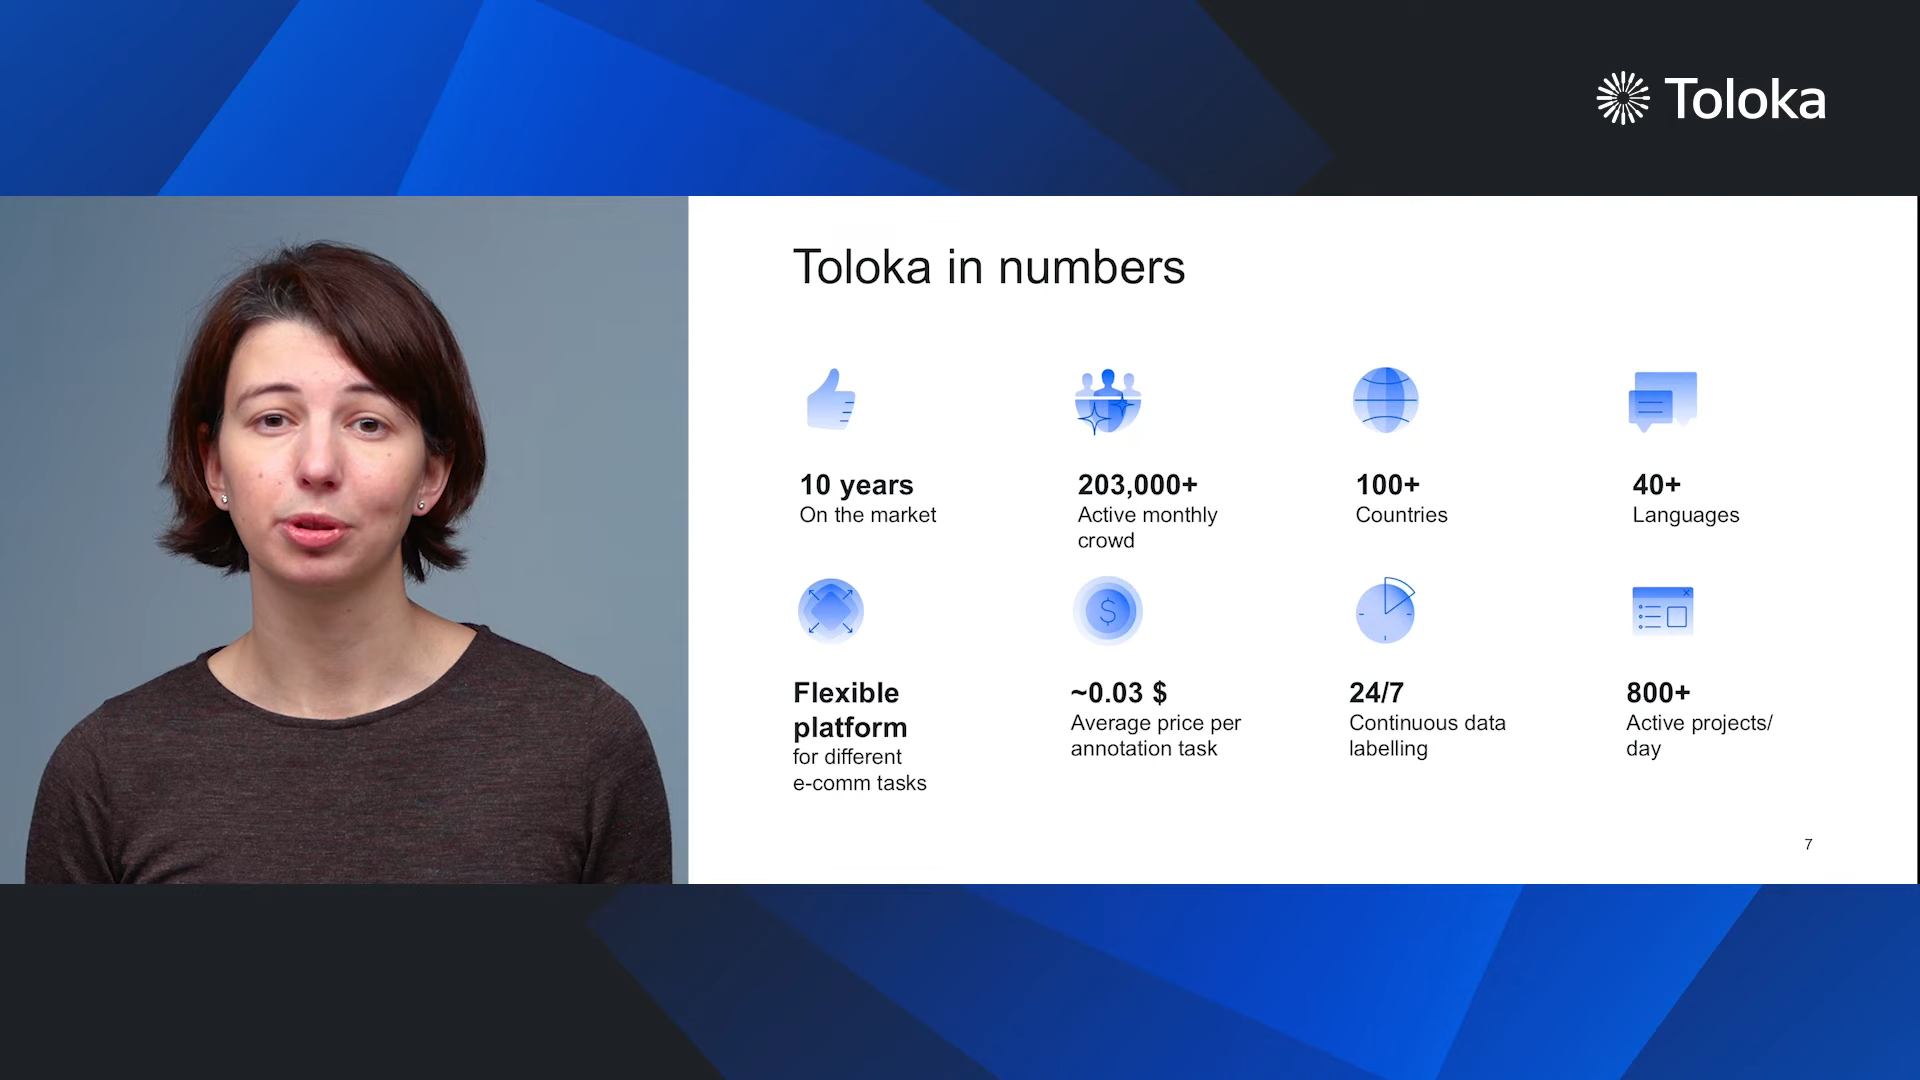 Toloka
Toloka in numbers
10 years
On the market
203,000+
Active monthly
crowd
100+
Countries
40+
Languages
Flexible
platform
for different
e-comm tasks
~0.03 $
Average price per
annotation task
24/7
Continuous data
labelling
800+
Active projects/
day
7